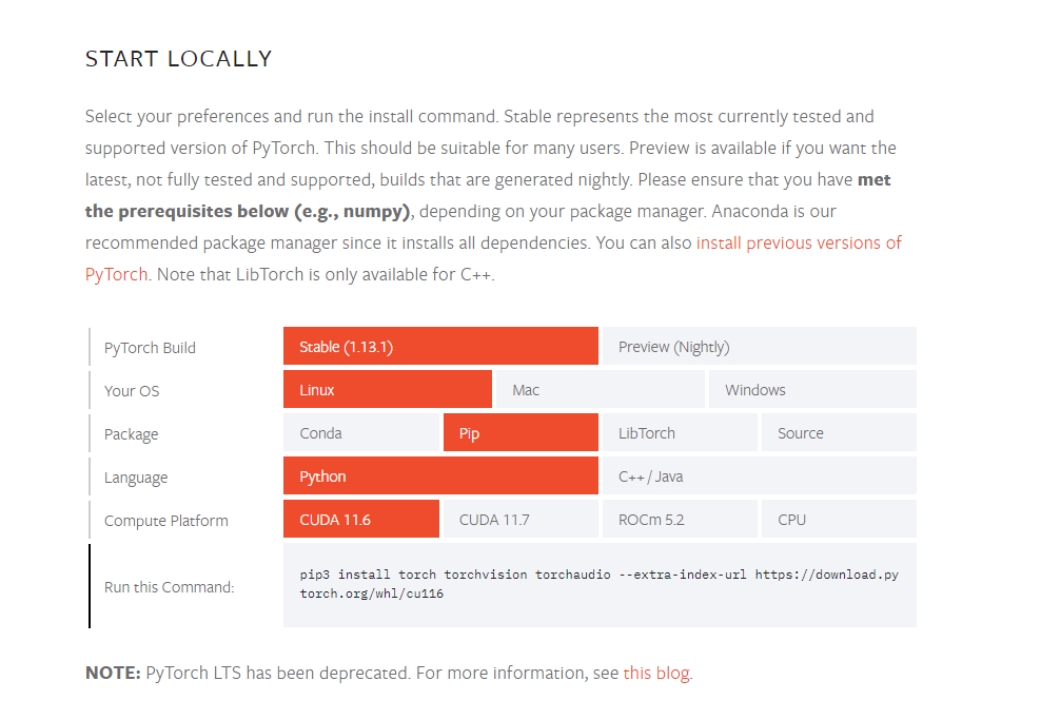 START LOCALLY
Select your preferences and run the install command. Stable represents the most currently tested and
supported version of PyTorch. This should be suitable for many users. Preview is available if you want the
latest, not fully tested and supported, builds that are generated nightly. Please ensure that you have met
the prerequisites below (e.g., numpy), depending on your package manager. Anaconda is our
recommended package manager since it installs all dependencies. You can also install previous versions of
PyTorch. Note that LibTorch is only available for C++.
PyTorch Build Stable (1.13.1) Preview (Nightly)
Your OS Linux Mac Windows
Package Conda Pip LibTorch Source
Language Python C++ / Java
Compute Platform CUDA 11.6 CUDA 11.7 ROCm 5.2 CPU
Run this Command: pip3 install torch torchvision torchaudio --extra-index-url https://download.py
torch.org/whl/cu116
NOTE: PyTorch LTS has been deprecated. For more information, see this blog.